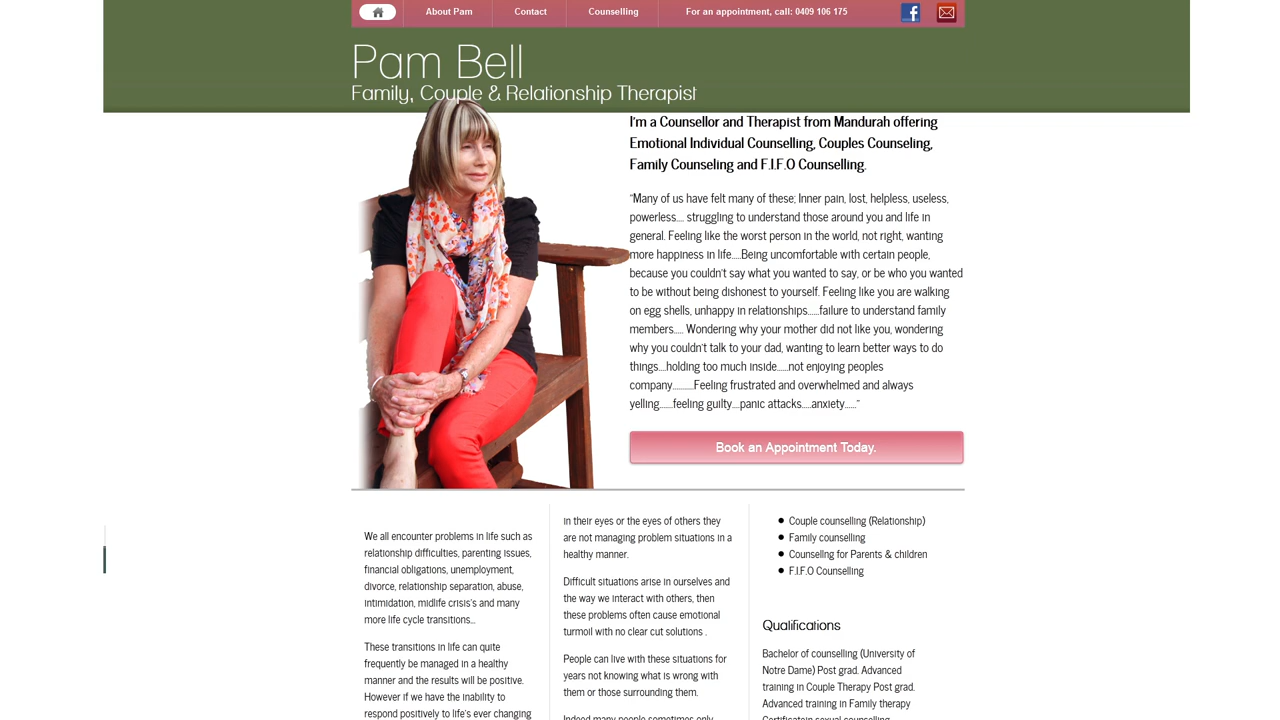 About Pam
Contact
Counselling
For an appointment, call: 0409 106 175
Pam Bell
Family, Couple & Relationship Therapist
I'm a Counsellor and Therapist from Mandurah offering
Emotional Individual Counselling, Couples Counseling,
Family Counseling and F.I.F.O Counselling.
"Many of us have felt many of these; Inner pain, lost, helpless, useless,
powerless.... struggling to understand those around you and life in
general. Feeling like the worst person in the world, not right, wanting
more happiness in life.....Being uncomfortable with certain people,
because you couldn't say what you wanted to say, or be who you wanted
to be without being dishonest to yourself. Feeling like you are walking
on egg shells, unhappy in relationships......failure to understand family
members..... Wondering why your mother did not like you, wondering
why you couldn't talk to your dad, wanting to learn better ways to do
things....holding too much inside......not enjoying peoples
company...........Feeling frustrated and overwhelmed and always
yelling.......feeling guilty....panic attacks.....anxiety......"
Book an Appointment Today.
We all encounter problems in life such as
relationship difficulties, parenting issues,
financial obligations, unemployment,
divorce, relationship separation, abuse,
intimidation, midlife crisis's and many
more life cycle transitions...
These transitions in life can quite
frequently be managed in a healthy
manner and the results will be positive.
However if we have the inability to
respond positively to life's ever changing
in their eyes or the eyes of others they
are not managing problem situations in a
healthy manner.
Difficult situations arise in ourselves and
the way we interact with others, then
these problems often cause emotional
turmoil with no clear cut solutions .
People can live with these situations for
years not knowing what is wrong with
them or those surrounding them.
Indeed many people sometimes only
Couple counselling (Relationship)
Family counselling
Counsellng for Parents & children
F.I.F.O Counselling
Qualifications
Bachelor of counselling (University of
Notre Dame) Post grad. Advanced
training in Couple Therapy Post grad.
Advanced training in Family therapy
Certificatein sexual counselling